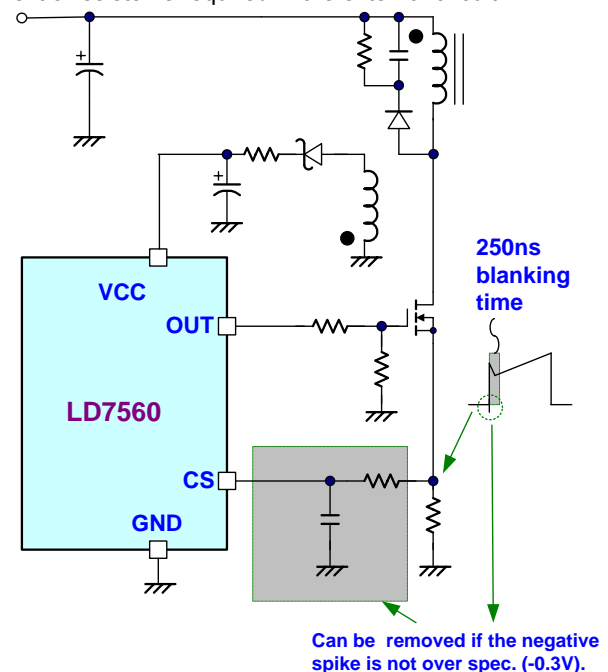 +
+
250ns
blanking
time
VCC
OUT
LD7560
CS
GND
Can be removed if the negative
spike is not over spec. (-0.3V).